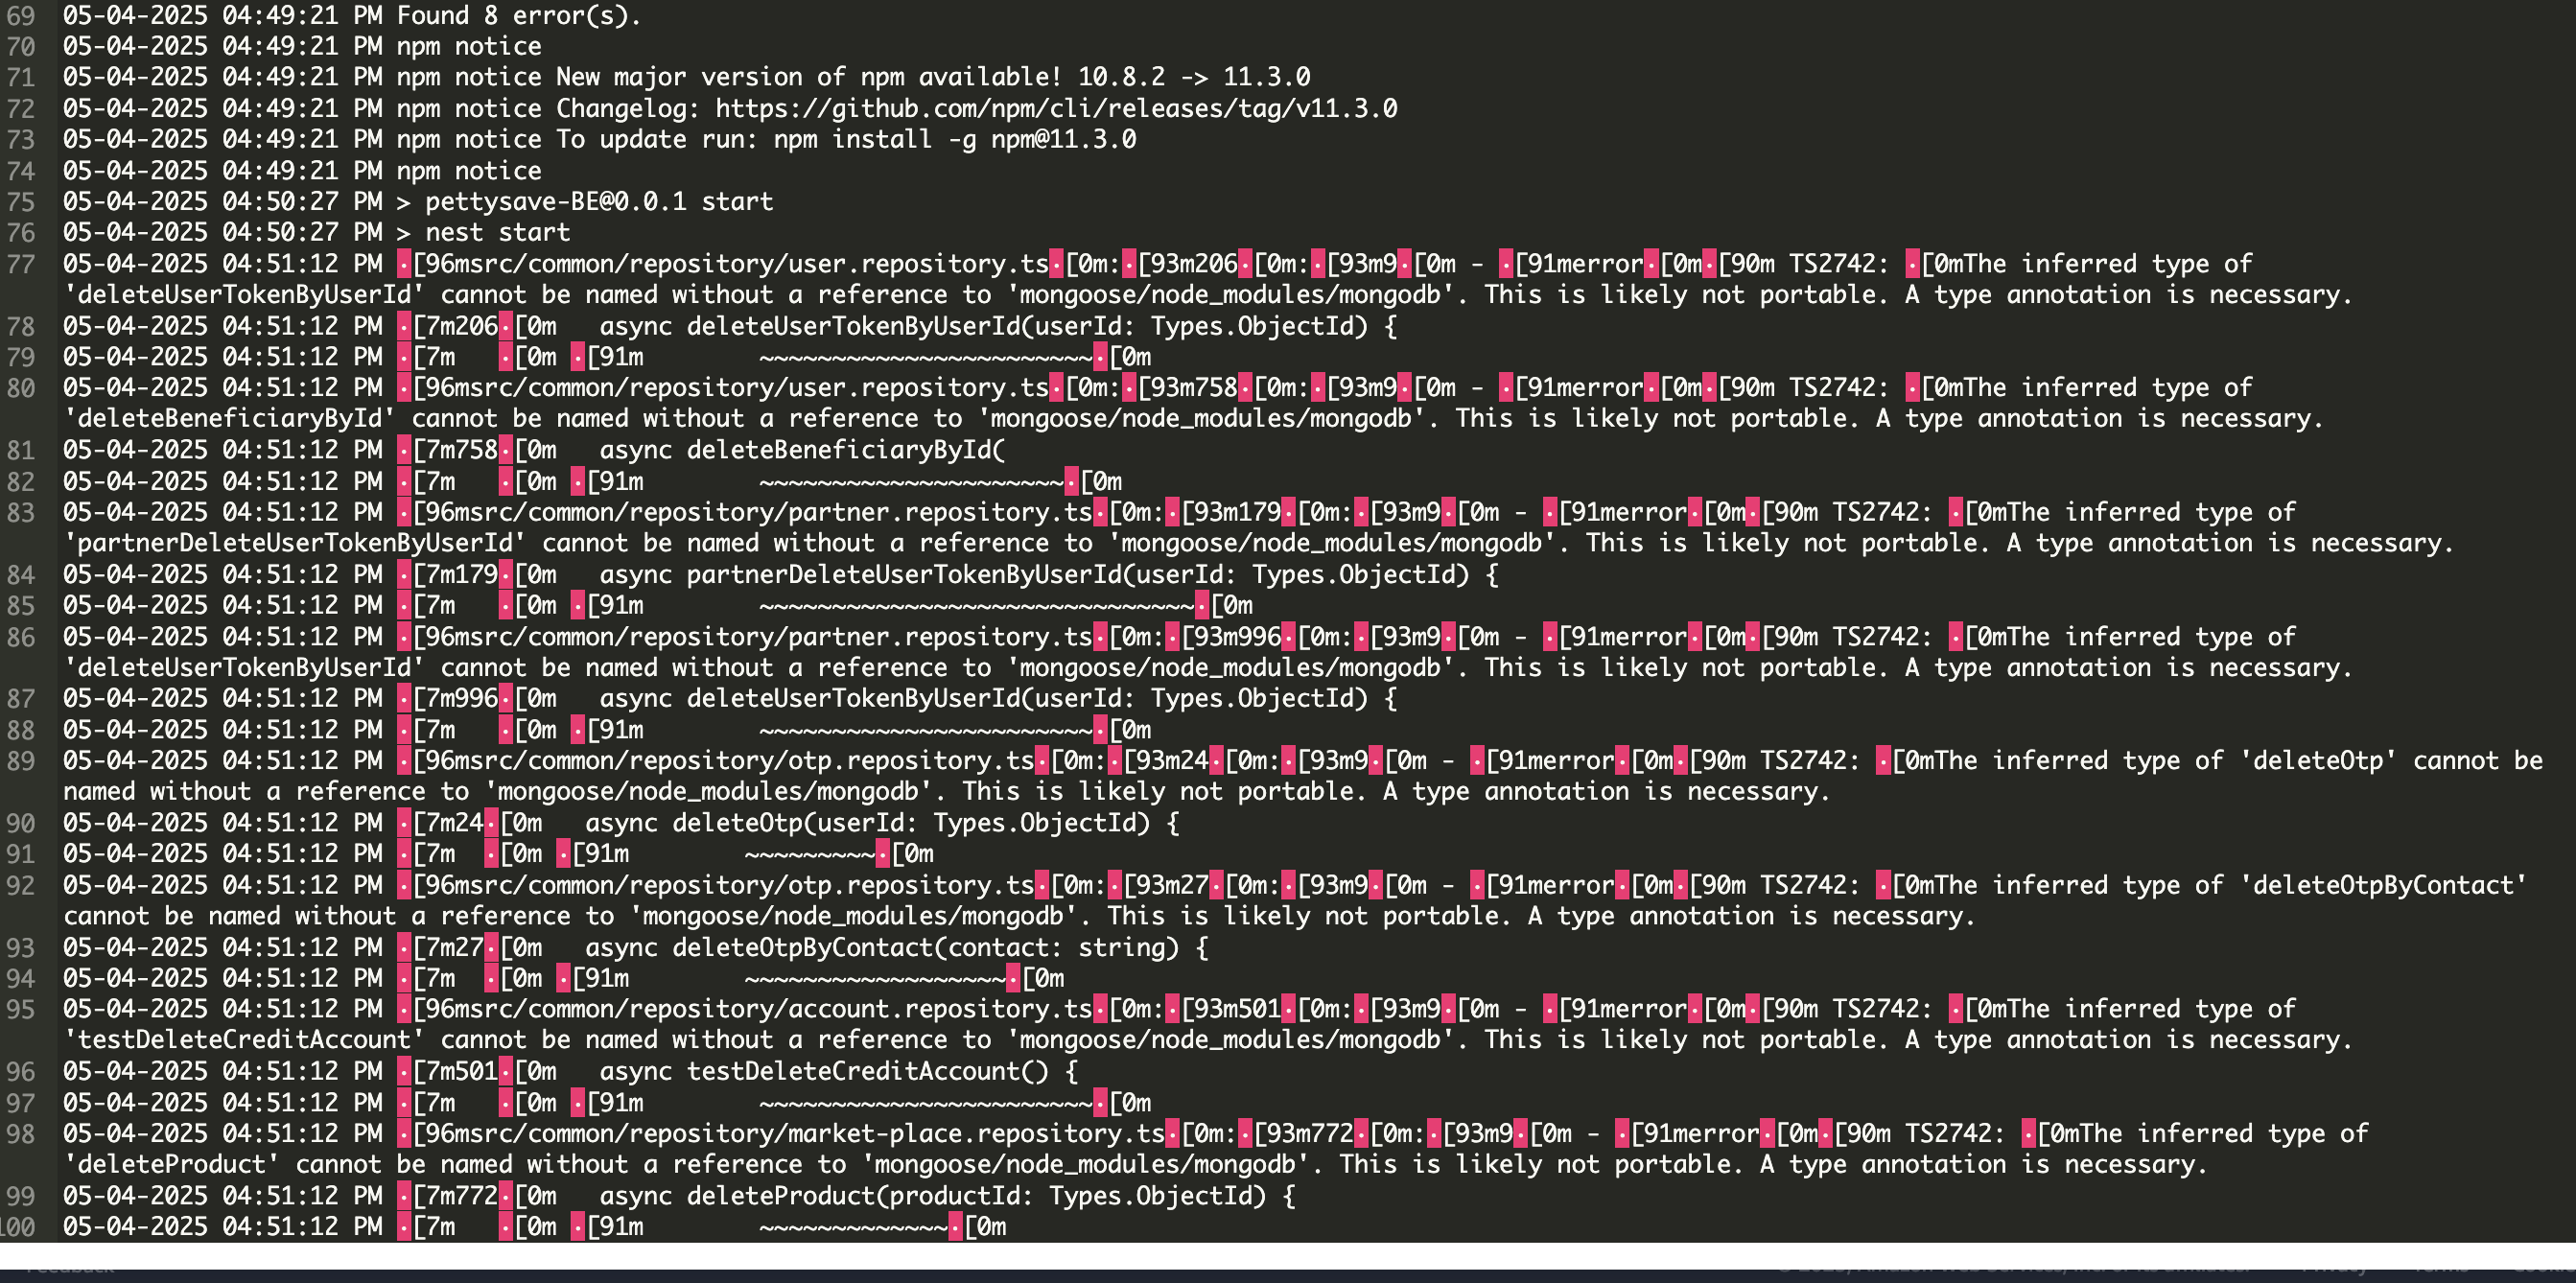 69 05-04-2025 04:49:21 PM Found 8 error(s).
70 05-04-2025 04:49:21 PM npm notice
71 05-04-2025 04:49:21 PM npm notice New major version of npm available! 10.8.2 -> 11.3.0
72 05-04-2025 04:49:21 PM npm notice Changelog: https://github.com/npm/cli/releases/tag/v11.3.0
73 05-04-2025 04:49:21 PM npm notice To update run: npm install -g npm@11.3.0
74 05-04-2025 04:49:21 PM npm notice
75 05-04-2025 04:50:27 PM > pettysave-BE@0.0.1 start
76 05-04-2025 04:50:27 PM > nest start
77 05-04-2025 04:51:12 PM ·[96msrc/common/repository/user.repository.ts·[0m:·[93m206·[0m:·[93m9·[0m - ·[91merror·[0m·[90m TS2742: ·[0mThe inferred type of
'deleteUserTokenByUserId' cannot be named without a reference to 'mongoose/node_modules/mongodb'. This is likely not portable. A type annotation is necessary.
78 05-04-2025 04:51:12 PM ·[7m206·[0m   async deleteUserTokenByUserId(userId: Types.ObjectId) {
79 05-04-2025 04:51:12 PM ·[7m   ·[0m ·[91m        ~~~~~~~~~~~~~~~~~~~~~~~·[0m
80 05-04-2025 04:51:12 PM ·[96msrc/common/repository/user.repository.ts·[0m:·[93m758·[0m:·[93m9·[0m - ·[91merror·[0m·[90m TS2742: ·[0mThe inferred type of
'deleteBeneficiaryById' cannot be named without a reference to 'mongoose/node_modules/mongodb'. This is likely not portable. A type annotation is necessary.
81 05-04-2025 04:51:12 PM ·[7m758·[0m   async deleteBeneficiaryById(
82 05-04-2025 04:51:12 PM ·[7m   ·[0m ·[91m        ~~~~~~~~~~~~~~~~~~~~~·[0m
83 05-04-2025 04:51:12 PM ·[96msrc/common/repository/partner.repository.ts·[0m:·[93m179·[0m:·[93m9·[0m - ·[91merror·[0m·[90m TS2742: ·[0mThe inferred type of
'partnerDeleteUserTokenByUserId' cannot be named without a reference to 'mongoose/node_modules/mongodb'. This is likely not portable. A type annotation is necessary.
84 05-04-2025 04:51:12 PM ·[7m179·[0m   async partnerDeleteUserTokenByUserId(userId: Types.ObjectId) {
85 05-04-2025 04:51:12 PM ·[7m   ·[0m ·[91m        ~~~~~~~~~~~~~~~~~~~~~~~~~~~~~~·[0m
86 05-04-2025 04:51:12 PM ·[96msrc/common/repository/partner.repository.ts·[0m:·[93m996·[0m:·[93m9·[0m - ·[91merror·[0m·[90m TS2742: ·[0mThe inferred type of
'deleteUserTokenByUserId' cannot be named without a reference to 'mongoose/node_modules/mongodb'. This is likely not portable. A type annotation is necessary.
87 05-04-2025 04:51:12 PM ·[7m996·[0m   async deleteUserTokenByUserId(userId: Types.ObjectId) {
88 05-04-2025 04:51:12 PM ·[7m   ·[0m ·[91m        ~~~~~~~~~~~~~~~~~~~~~~~·[0m
89 05-04-2025 04:51:12 PM ·[96msrc/common/repository/otp.repository.ts·[0m:·[93m24·[0m:·[93m9·[0m - ·[91merror·[0m·[90m TS2742: ·[0mThe inferred type of 'deleteOtp' cannot be
named without a reference to 'mongoose/node_modules/mongodb'. This is likely not portable. A type annotation is necessary.
90 05-04-2025 04:51:12 PM ·[7m24·[0m   async deleteOtp(userId: Types.ObjectId) {
91 05-04-2025 04:51:12 PM ·[7m  ·[0m ·[91m        ~~~~~~~~~·[0m
92 05-04-2025 04:51:12 PM ·[96msrc/common/repository/otp.repository.ts·[0m:·[93m27·[0m:·[93m9·[0m - ·[91merror·[0m·[90m TS2742: ·[0mThe inferred type of 'deleteOtpByContact'
cannot be named without a reference to 'mongoose/node_modules/mongodb'. This is likely not portable. A type annotation is necessary.
93 05-04-2025 04:51:12 PM ·[7m27·[0m   async deleteOtpByContact(contact: string) {
94 05-04-2025 04:51:12 PM ·[7m  ·[0m ·[91m        ~~~~~~~~~~~~~~~~~~·[0m
95 05-04-2025 04:51:12 PM ·[96msrc/common/repository/account.repository.ts·[0m:·[93m501·[0m:·[93m9·[0m - ·[91merror·[0m·[90m TS2742: ·[0mThe inferred type of
'testDeleteCreditAccount' cannot be named without a reference to 'mongoose/node_modules/mongodb'. This is likely not portable. A type annotation is necessary.
96 05-04-2025 04:51:12 PM ·[7m501·[0m   async testDeleteCreditAccount() {
97 05-04-2025 04:51:12 PM ·[7m   ·[0m ·[91m        ~~~~~~~~~~~~~~~~~~~~~~~·[0m
98 05-04-2025 04:51:12 PM ·[96msrc/common/repository/market-place.repository.ts·[0m:·[93m772·[0m:·[93m9·[0m - ·[91merror·[0m·[90m TS2742: ·[0mThe inferred type of
'deleteProduct' cannot be named without a reference to 'mongoose/node_modules/mongodb'. This is likely not portable. A type annotation is necessary.
99 05-04-2025 04:51:12 PM ·[7m772·[0m   async deleteProduct(productId: Types.ObjectId) {
100 05-04-2025 04:51:12 PM ·[7m   ·[0m ·[91m        ~~~~~~~~~~~~~·[0m